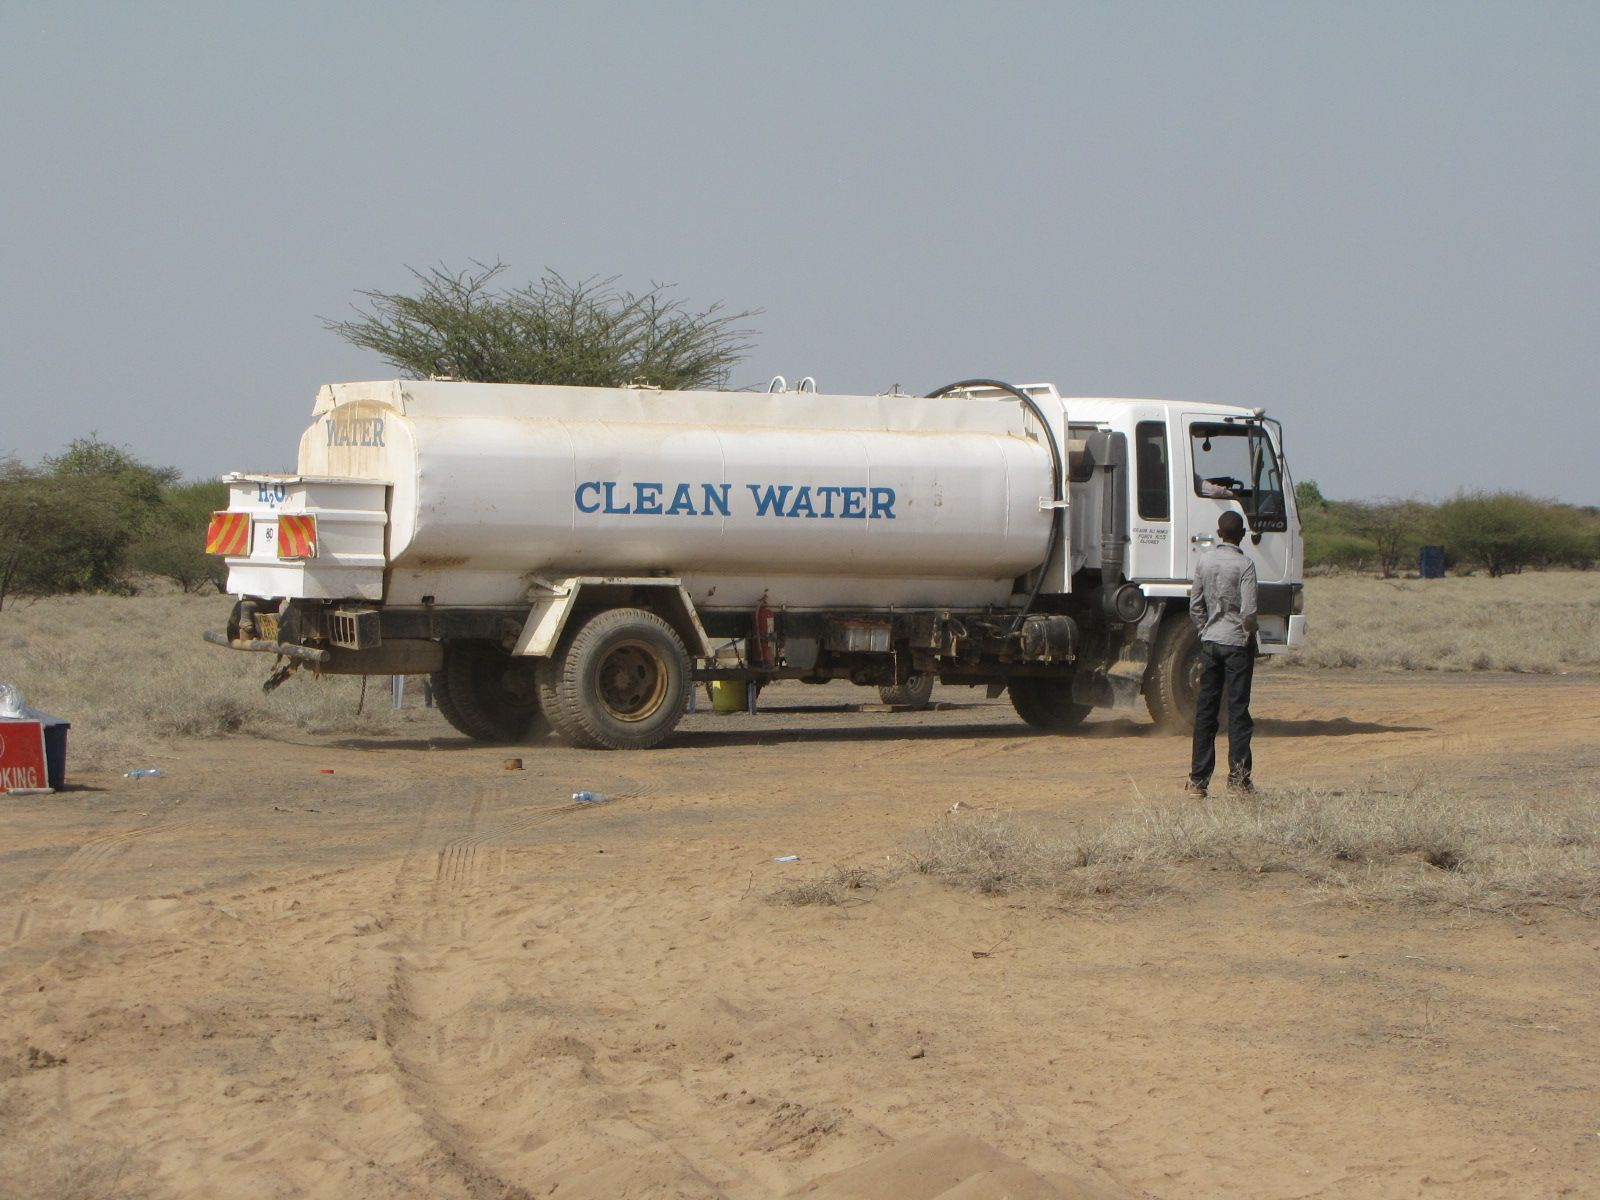 WATER
H₂O
80
CLEAN WATER
HINO
KING